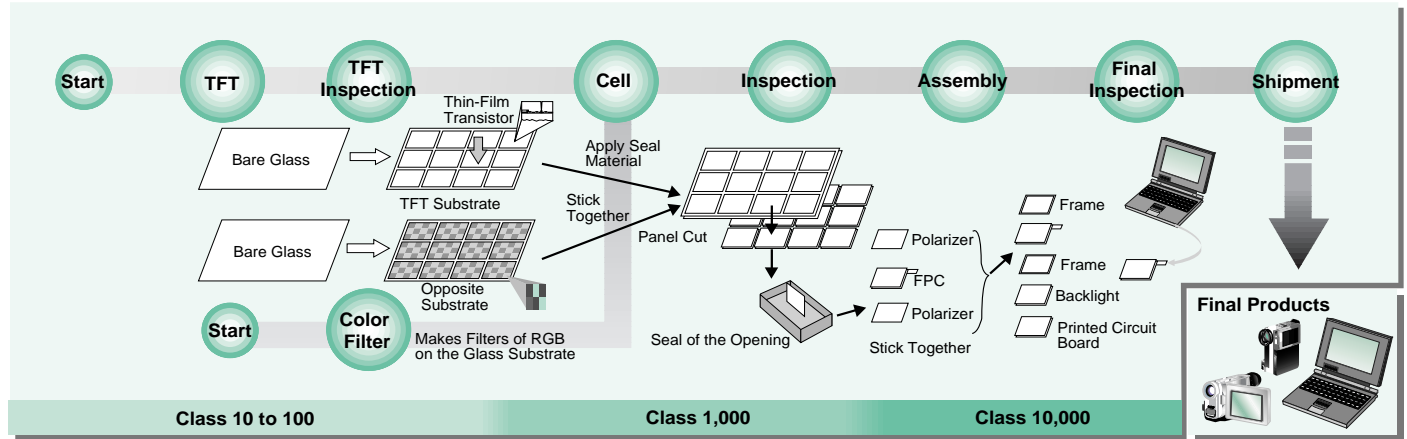 Start
TFT
TFT
Inspection
Cell
Inspection
Assembly
Final
Inspection
Shipment
Thin-Film
Transistor
Bare Glass
TFT Substrate
Apply Seal
Material
Stick
Together
Bare Glass
Opposite
Substrate
Panel Cut
Seal of the Opening
Polarizer
FPC
Polarizer
Stick Together
Frame
Frame
Backlight
Printed Circuit
Board
Start
Color
Filter
Makes Filters of RGB
on the Glass Substrate
Final Products
Class 10 to 100
Class 1,000
Class 10,000